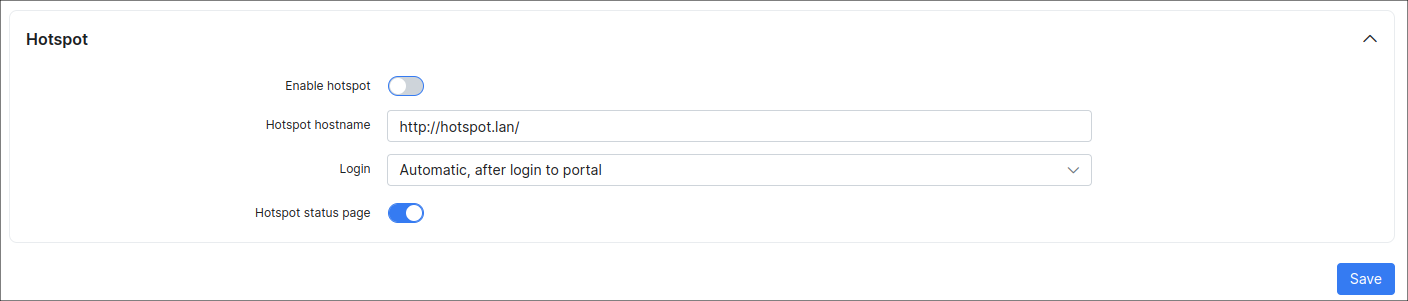 Hotspot
Enable hotspot
Hotspot hostname http://hotspot.lan/
Login Automatic, after login to portal
Hotspot status page
Save